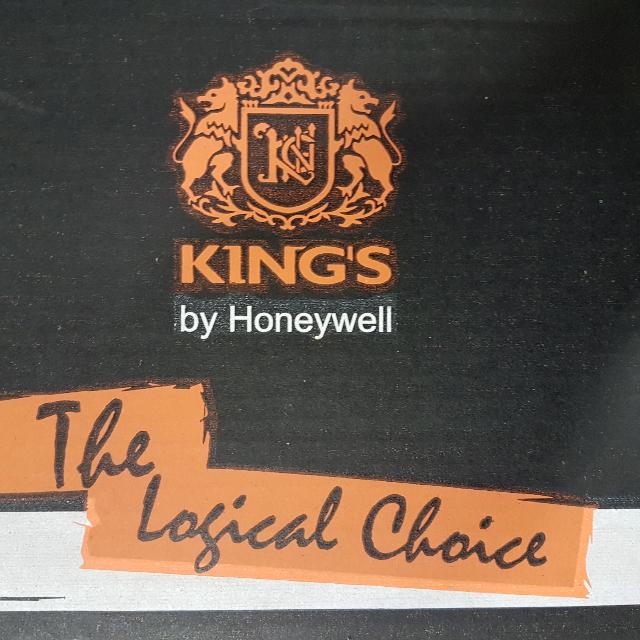 KING'S
by Honeywell
The
Logical Choice